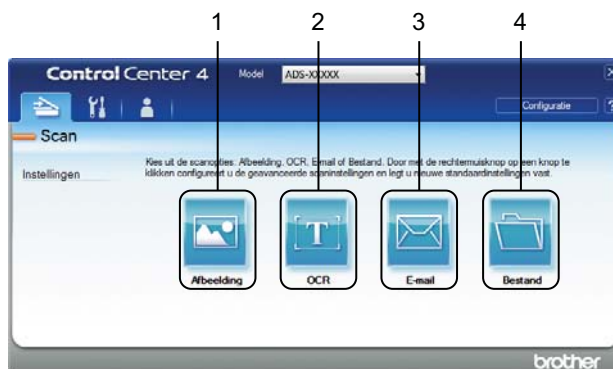 1 2 3 4
Control Center 4 Model ADS-XXXXX
Configuratie ?
Scan
Kies uit de scanopties: Afbeelding, OCR, E-mail of Bestand. Door met de rechtermuisknop op een knop te
Instellingen klikken configureert u de geavanceerde scaninstellingen en legt u nieuwe standaardinstellingen vast.
T
Afbeelding OCR E-mail Bestand
brother